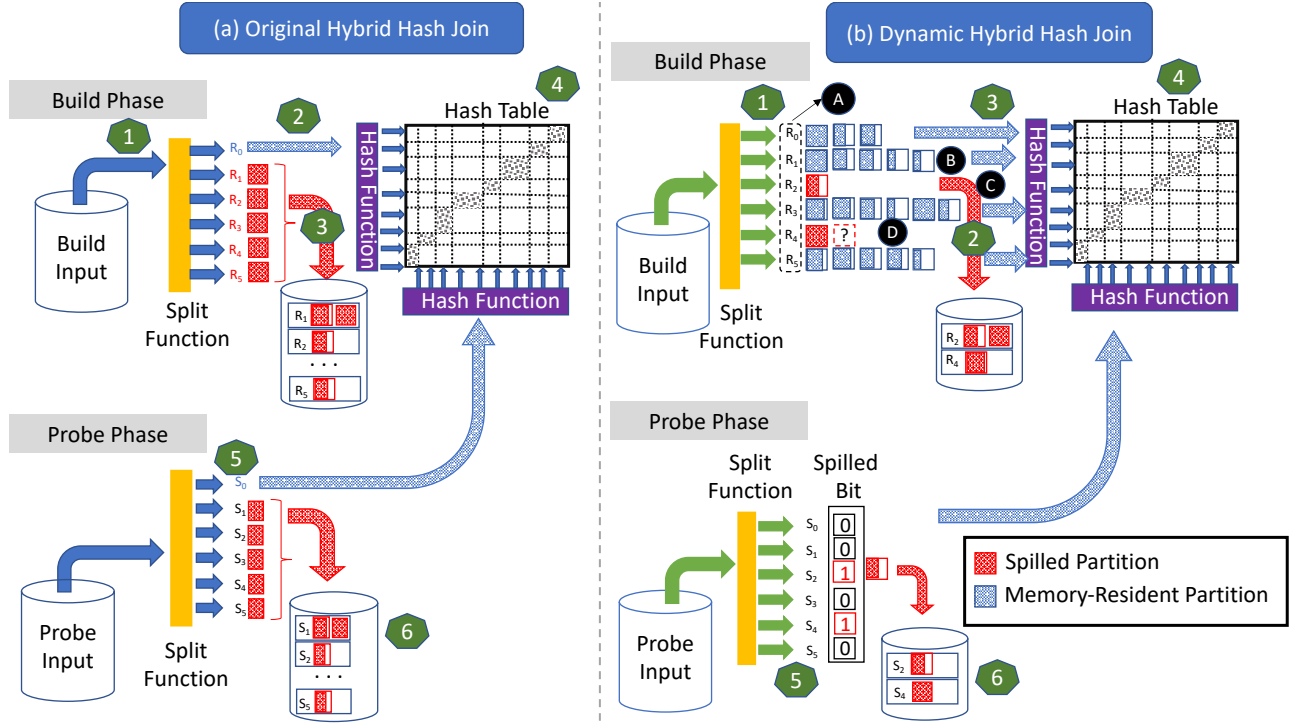 (a) Original Hybrid Hash Join
Build Phase
1
2
4
Hash Table
R0
R1
R2
R3
R4
R5
3
Hash Function
Hash Function
Build
Input
Split
Function
R1
R2
. . .
R5
Probe Phase
5
S0
S1
S2
S3
S4
S5
Probe
Input
Split
Function
6
S1
S2
. . .
S5
(b) Dynamic Hybrid Hash Join
Build Phase
1
A
3
4
Hash Table
R0
R1
R2
R3
R4
R5
?
B
C
D
2
Hash Function
Hash Function
Build
Input
Split
Function
R2
R4
Probe Phase
Split
Function
Spilled
Bit
S0 0
S1 0
S2 1
S3 0
S4 1
S5 0
Probe
Input
5
6
S2
S4
Spilled Partition
Memory-Resident Partition